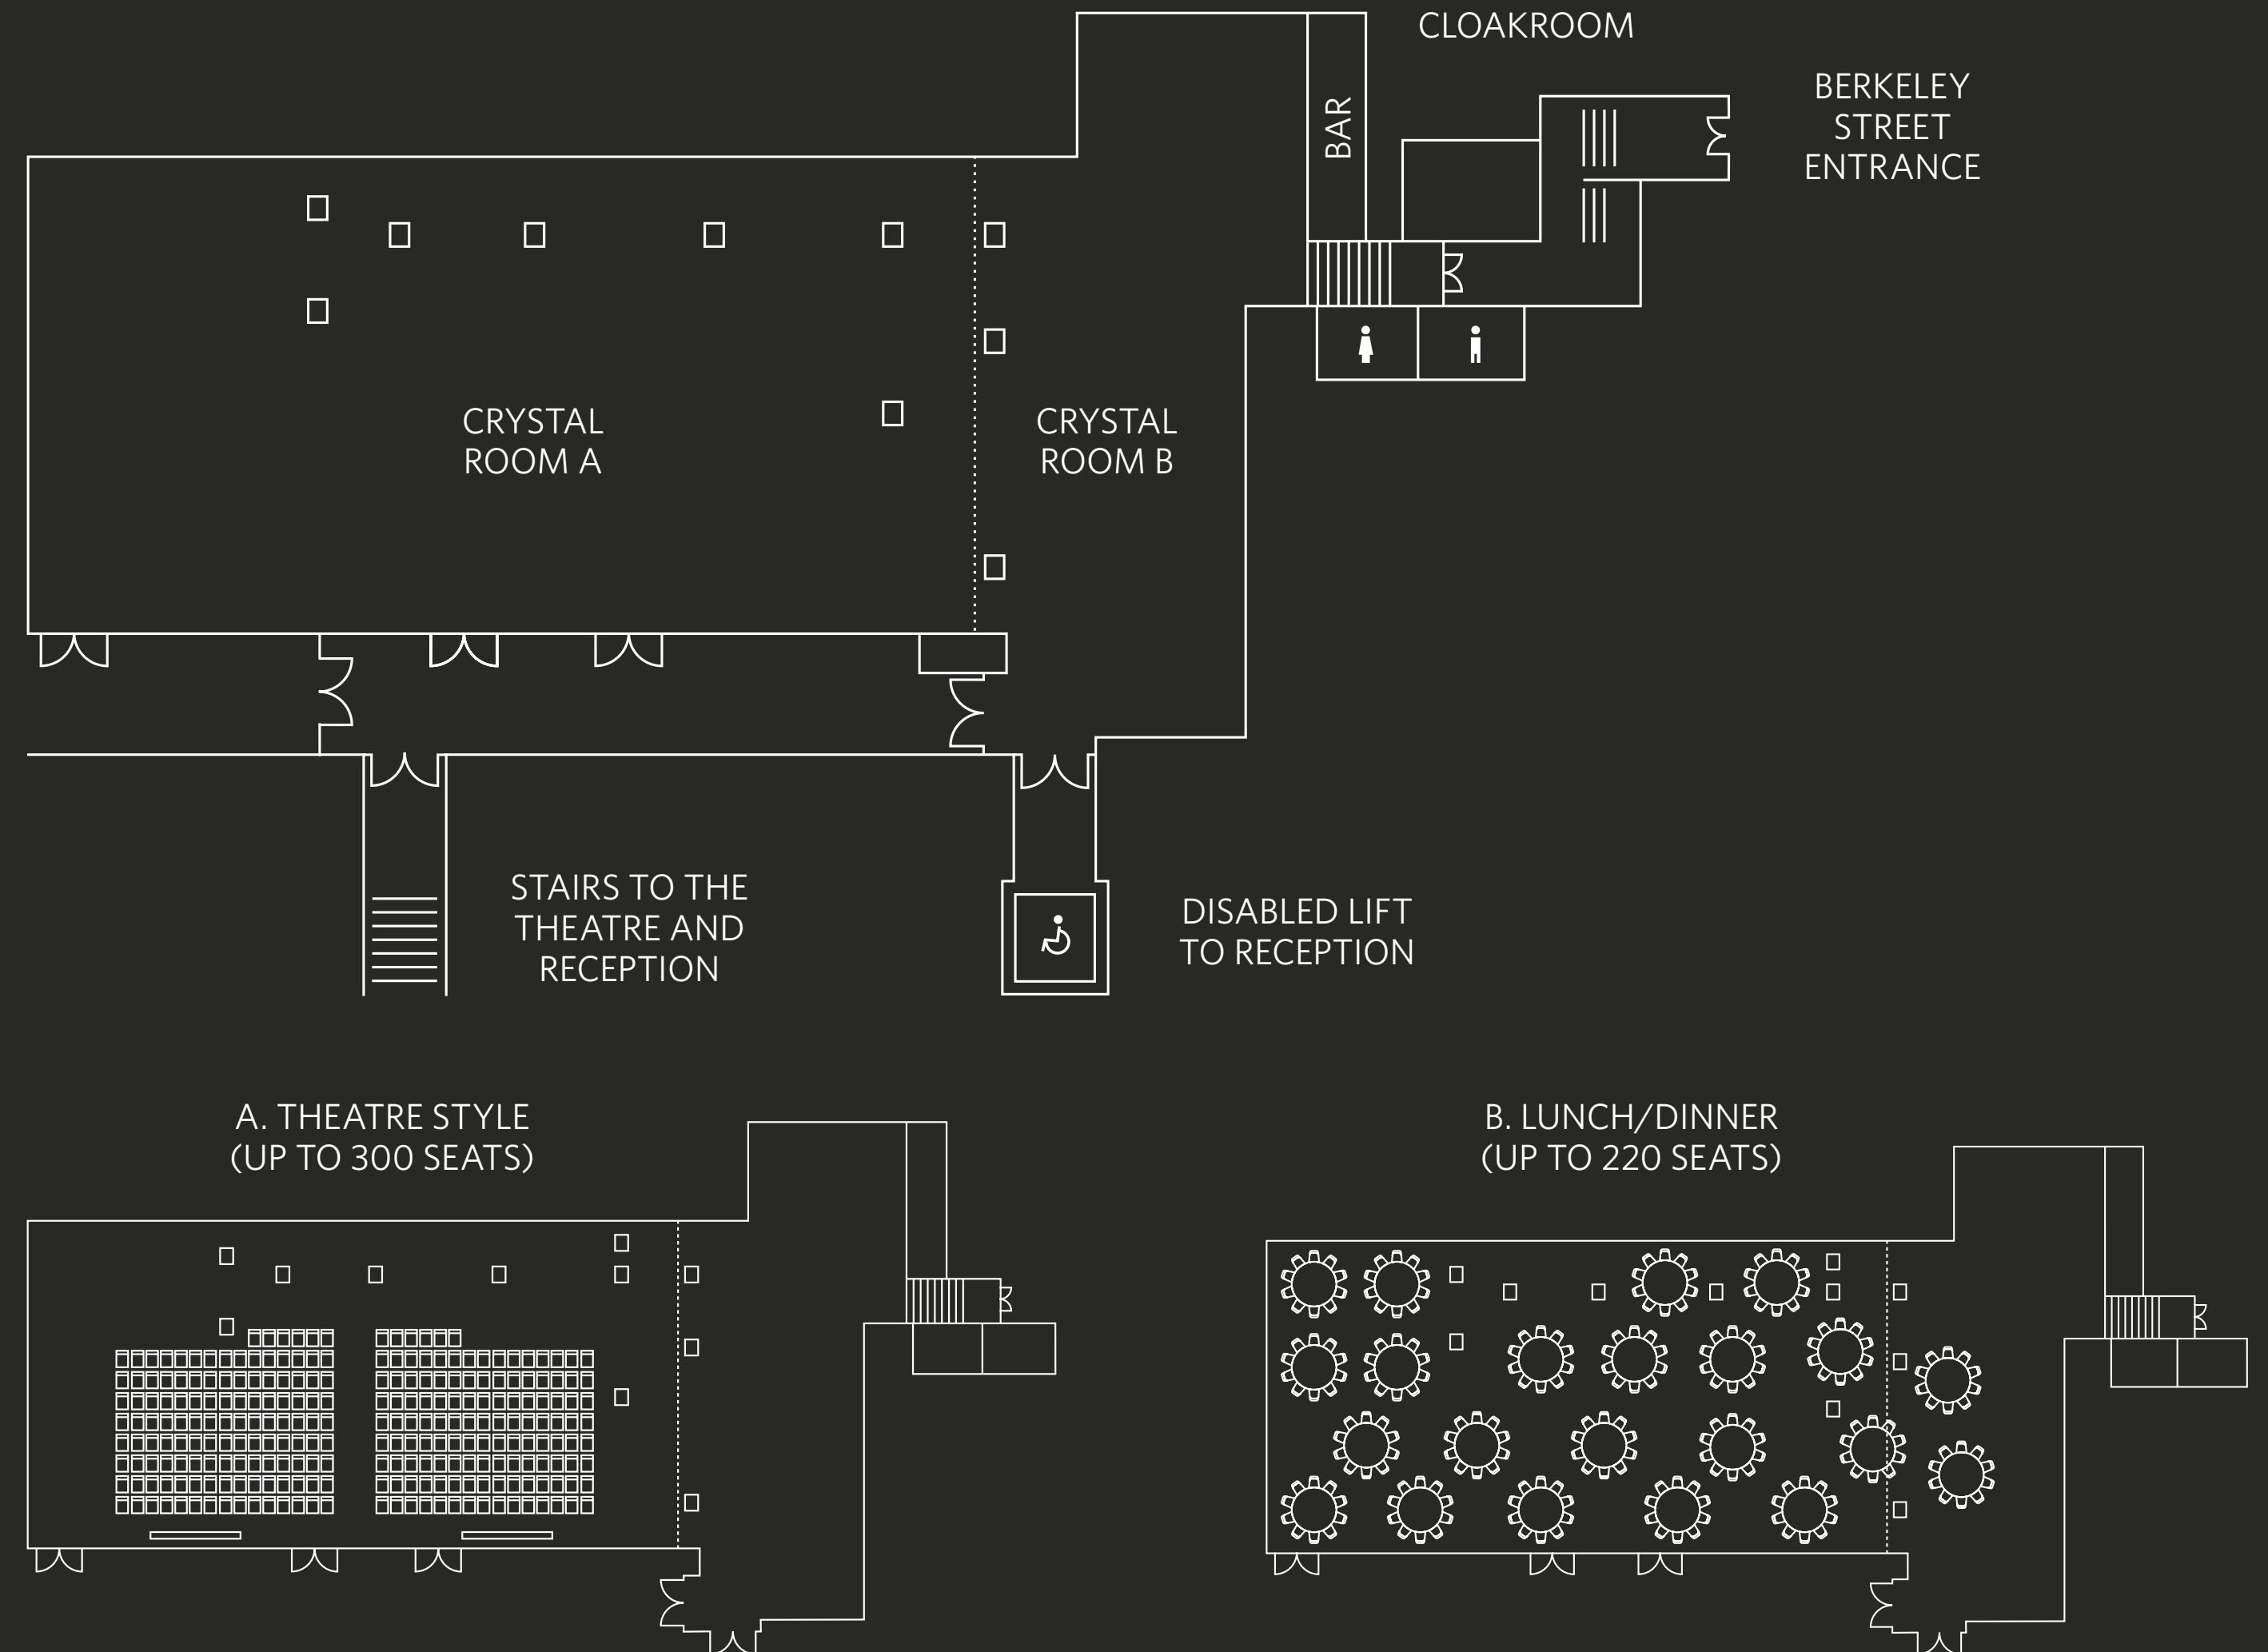 CLOAKROOM
BERKELEY
STREET
ENTRANCE
BAR
CRYSTAL
ROOM A
CRYSTAL
ROOM B
STAIRS TO THE
THEATRE AND
RECEPTION
DISABLED LIFT
TO RECEPTION
A. THEATRE STYLE
(UP TO 300 SEATS)
B. LUNCH/DINNER
(UP TO 220 SEATS)